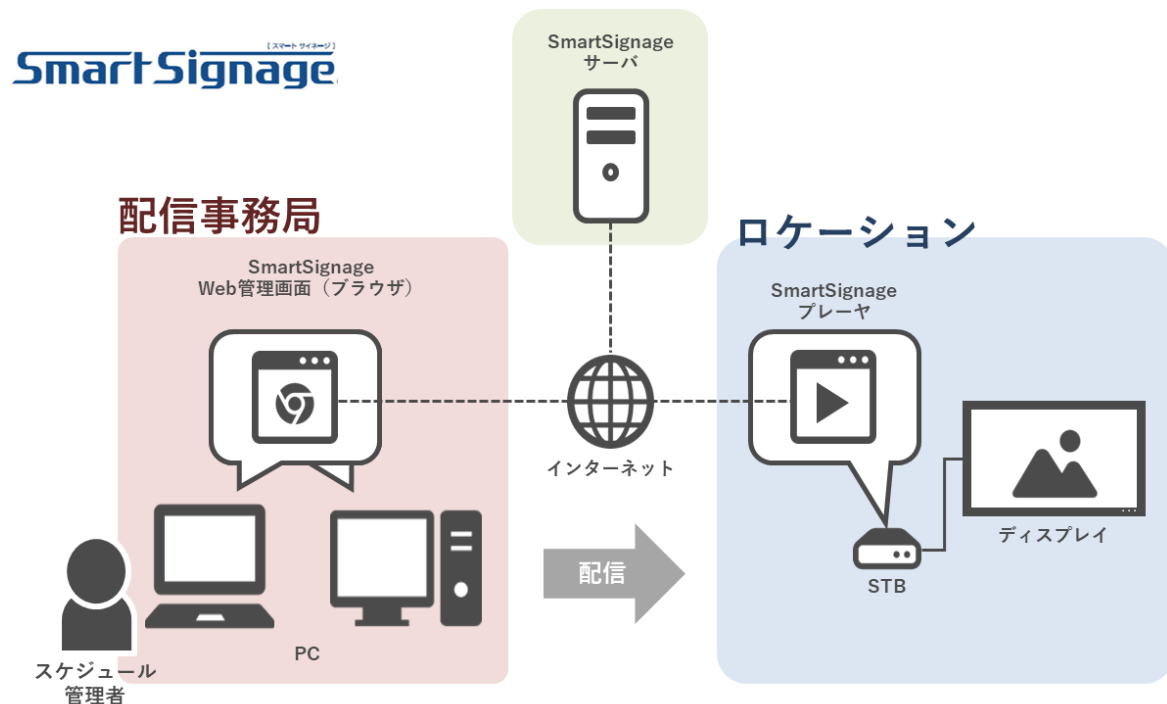 [スマート サイネージ]
SmartSignage
SmartSignage
サーバ
配信事務局
ロケーション
SmartSignage
Web管理画面（ブラウザ）
SmartSignage
プレーヤ
インターネット
ディスプレイ
配信
STB
PC
スケジュール
管理者